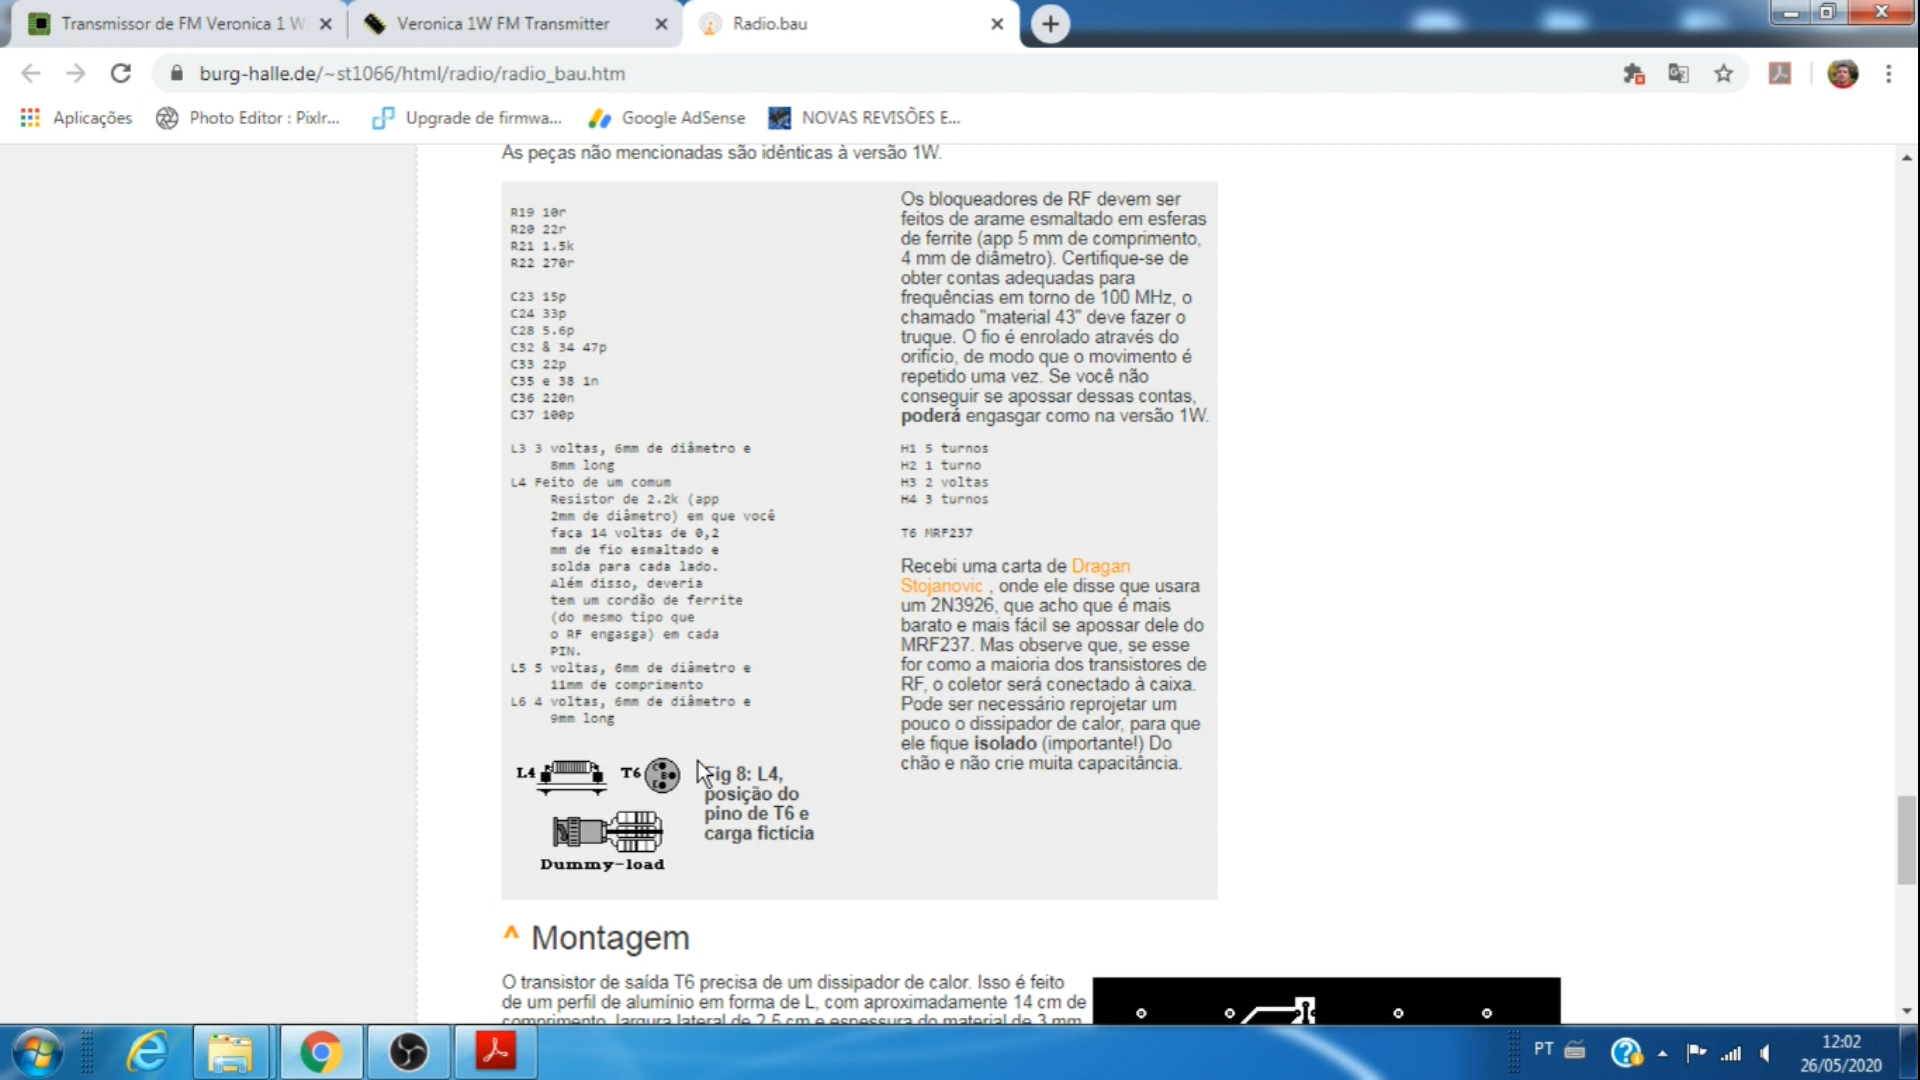 Transmissor de FM Veronica 1 W
Veronica 1W FM Transmitter
Radio.bau
burg-halle.de/~st1066/html/radio/radio_bau.htm
Aplicações
Photo Editor : Pixlr...
Upgrade de firmwa...
Google AdSense
NOVAS REVISÕES E...
As peças não mencionadas são idênticas à versão 1W.
R19 10r
R20 22r
R21 1.5k
R22 270r
C23 15p
C24 33p
C28 5.6p
C32 & 34 47p
C33 22p
C35 e 38 1n
C36 220n
C37 100p
L3 3 voltas, 6mm de diâmetro e
8mm long
L4 Feito de um comum
Resistor de 2.2k (app
2mm de diâmetro) em que você
faca 14 voltas de 0,2
mm de fio esmaltado e
solda para cada lado.
Além disso, deveria
tem um cordão de ferrite
(do mesmo tipo que
o RF engasga) em cada
PIN.
L5 5 voltas, 6mm de diâmetro e
11mm de comprimento
L6 4 voltas, 6mm de diâmetro e
9mm long
L4
T6
C
B
E
Dummy-load
Fig 8: L4,
posição do
pino de T6 e
carga fictícia
Os bloqueadores de RF devem ser
feitos de arame esmaltado em esferas
de ferrite (app 5 mm de comprimento,
4 mm de diâmetro). Certifique-se de
obter contas adequadas para
frequências em torno de 100 MHz, o
chamado "material 43" deve fazer o
truque. O fio é enrolado através do
orifício, de modo que o movimento é
repetido uma vez. Se você não
conseguir se apossar dessas contas,
poderá engasgar como na versão 1W.
H1 5 turnos
H2 1 turno
H3 2 voltas
H4 3 turnos
T6 MRF237
Recebi uma carta de Dragan
Stojanovic , onde ele disse que usara
um 2N3926, que acho que é mais
barato e mais fácil se apossar dele do
MRF237. Mas observe que, se esse
for como a maioria dos transistores de
RF, o coletor será conectado à caixa.
Pode ser necessário reprojetar um
pouco o dissipador de calor, para que
ele fique isolado (importante!) Do
chão e não crie muita capacitância.
^ Montagem
O transistor de saída T6 precisa de um dissipador de calor. Isso é feito
de um perfil de alumínio em forma de L, com aproximadamente 14 cm de
comprimento, largura lateral de 2,5 cm e espessura do material de 3 mm
PT
12:02
26/05/2020